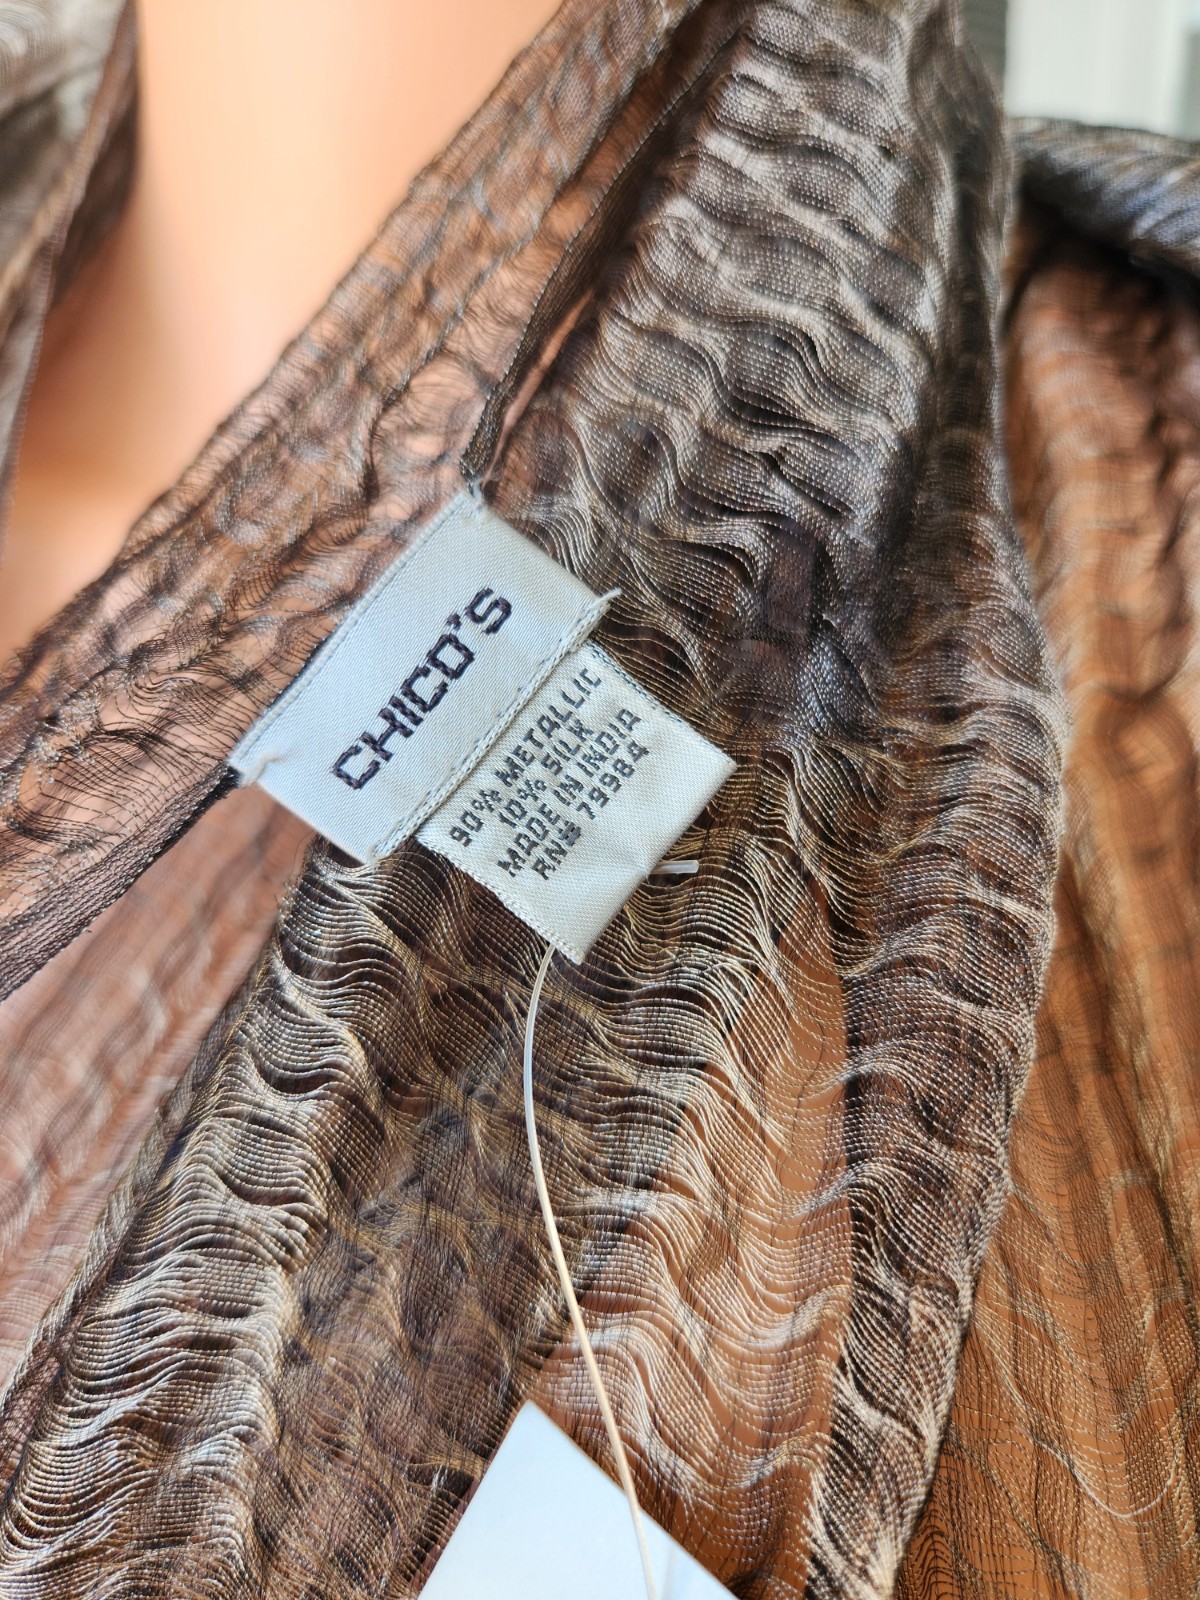 CHICO'S
90% METALLIC
10% SILK
MADE IN INDIA
RN# 79984